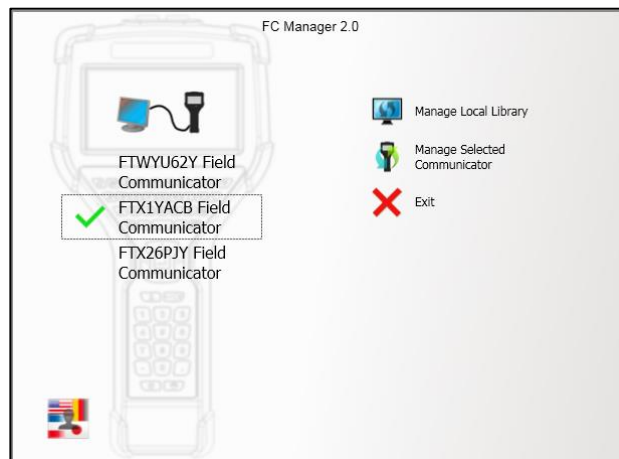 FC Manager 2.0
FTWYU62Y Field
Communicator
FTX1YACB Field
Communicator
FTX26PJY Field
Communicator
Manage Local Library
Manage Selected
Communicator
Exit